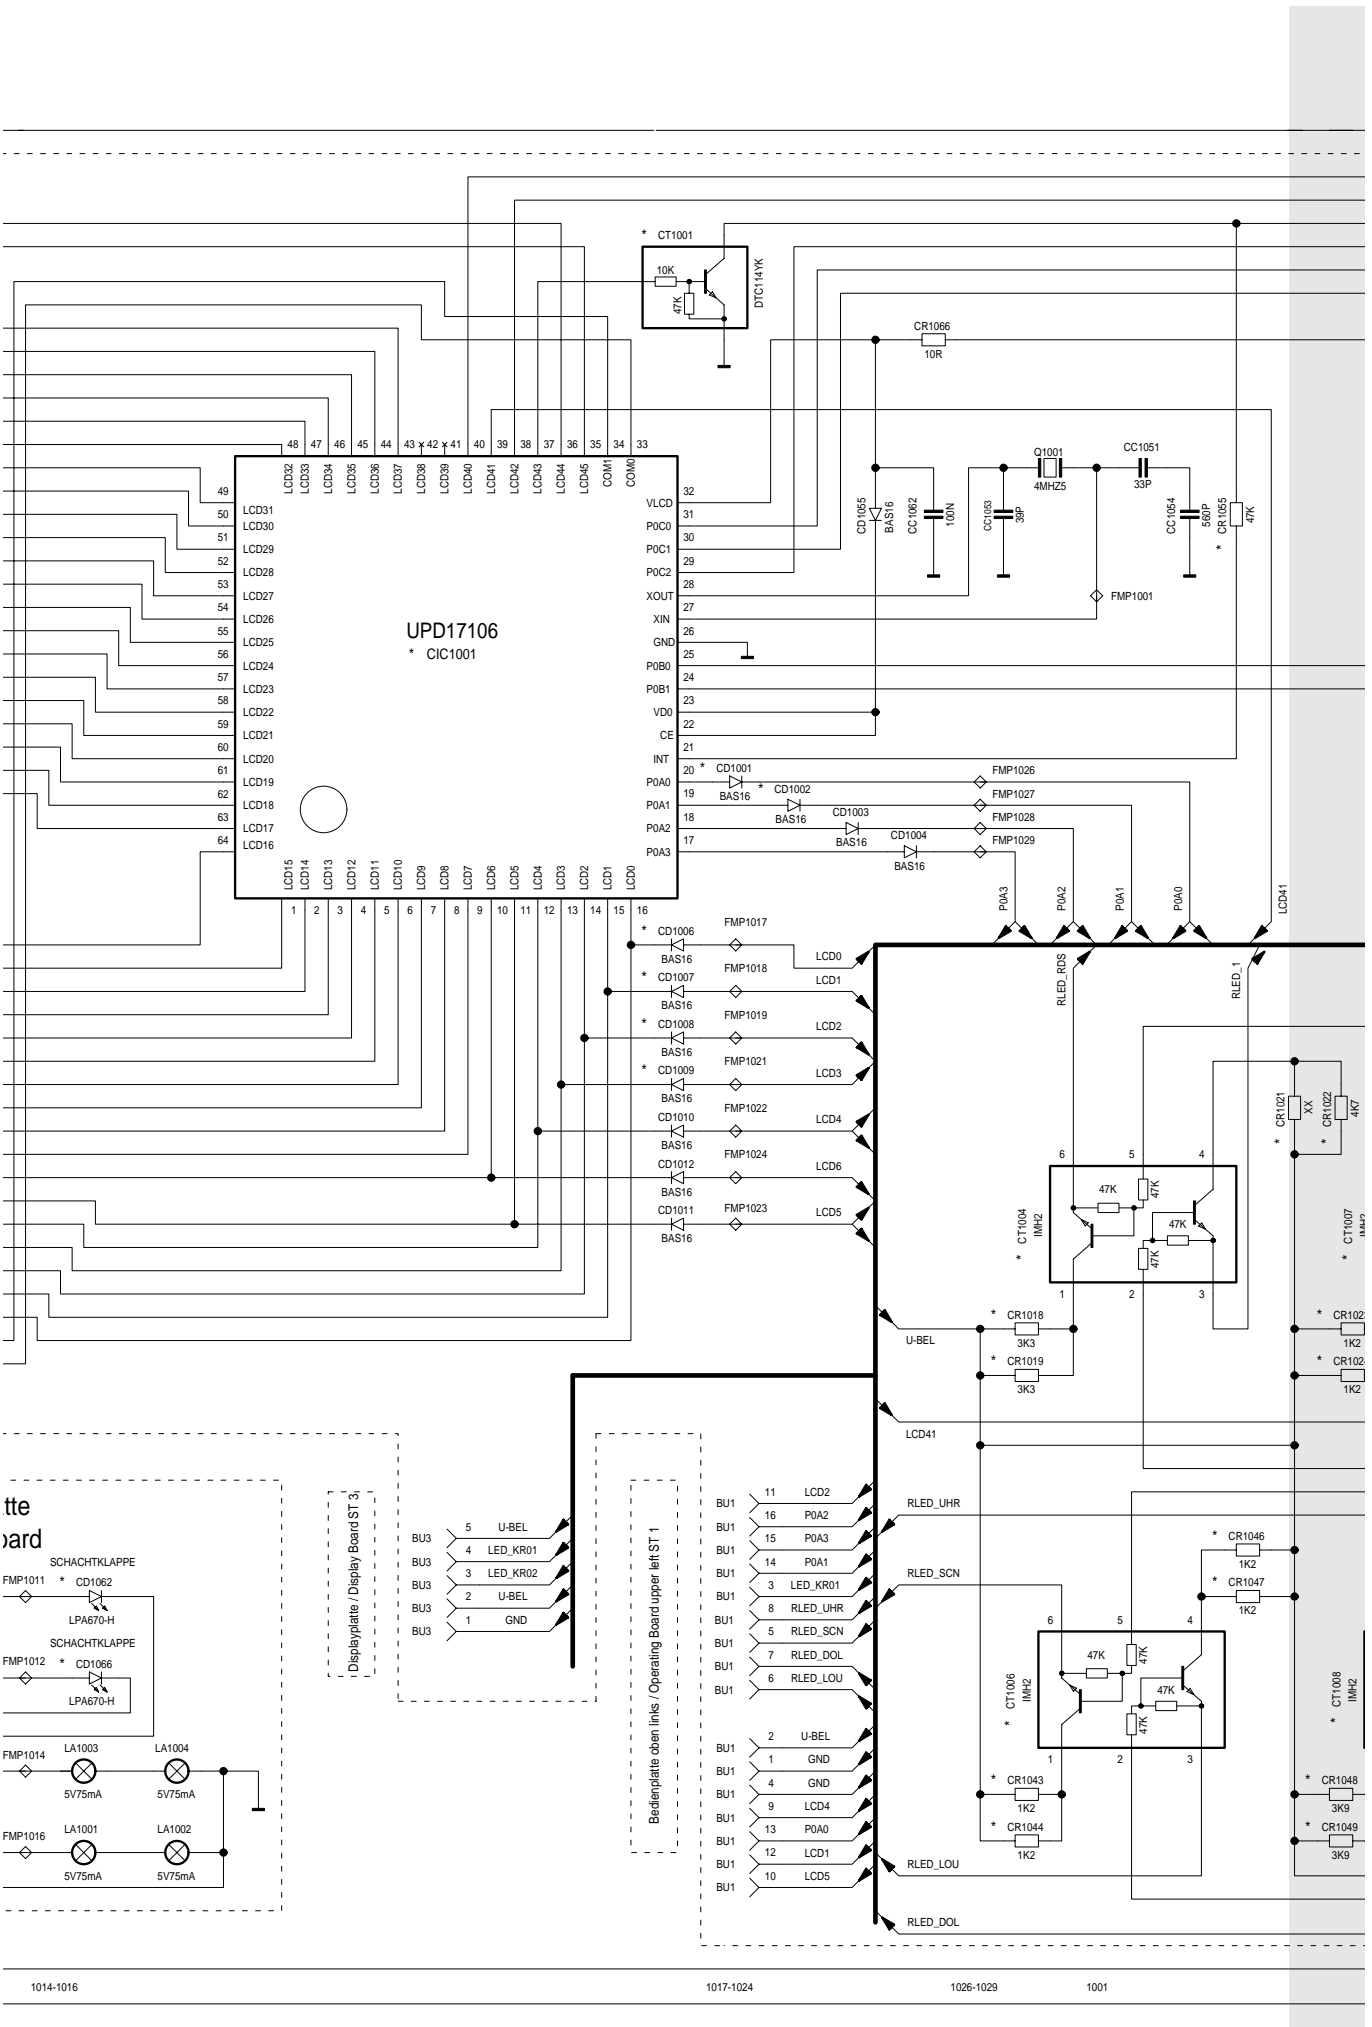 * CT1001
10K
47K
DTC114YK
CR1066
10R
48 47 46 45 44 43 42 41 40 39 38 37 36 35 34 33
LCD32
LCD33
LCD34
LCD35
LCD36
LCD37
LCD38
LCD39
LCD40
LCD41
LCD42
LCD43
LCD44
LCD45
COM1
COM0
49 LCD31
50 LCD30
51 LCD29
52 LCD28
53 LCD27
54 LCD26
55 LCD25
56 LCD24
57 LCD23
58 LCD22
59 LCD21
60 LCD20
61 LCD19
62 LCD18
63 LCD17
64 LCD16
UPD17106
* CIC1001
VLCD 32
P0C0 31
P0C1 30
P0C2 29
XOUT 28
XIN 27
GND 26
P0B0 25
P0B1 24
VD0 23
CE 22
INT 21
P0A0 20
P0A1 19
P0A2 18
P0A3 17
LCD15
LCD14
LCD13
LCD12
LCD11
LCD10
LCD9
LCD8
LCD7
LCD6
LCD5
LCD4
LCD3
LCD2
LCD1
LCD0
1 2 3 4 5 6 7 8 9 10 11 12 13 14 15 16
CD1055
BAS16
CC1062
100N
CC1053
39P
Q1001
4MHZ5
CC1051
33P
CC1054
560P
* CR1055
47K
FMP1001
* CD1001
BAS16
FMP1026
* CD1002
BAS16
FMP1027
CD1003
BAS16
FMP1028
CD1004
BAS16
FMP1029
P0A3
P0A2
P0A1
P0A0
LCD41
RLED_RDS
RLED_1
* CD1006
BAS16
FMP1017
LCD0
* CD1007
BAS16
FMP1018
LCD1
* CD1008
BAS16
FMP1019
LCD2
* CD1009
BAS16
FMP1021
LCD3
CD1010
BAS16
FMP1022
LCD4
CD1012
BAS16
FMP1024
LCD6
CD1011
BAS16
FMP1023
LCD5
* CR1021
XX
* CR1022
4K7
6 5 4
47K
47K
47K
47K
* CT1004
IMH2
1 2 3
* CT1007
U-BEL
* CR1018
3K3
* CR1019
3K3
*
1K2
*
1K2
LCD41
SCHACHTKLAPPE
FMP1011 * CD1062
LPA670-H
SCHACHTKLAPPE
FMP1012 * CD1066
LPA670-H
FMP1014 LA1003 LA1004
5V75mA 5V75mA
FMP1016 LA1001 LA1002
5V75mA 5V75mA
Displayplatte / Display Board ST 3
BU3 5 U-BEL
BU3 4 LED_KR01
BU3 3 LED_KR02
BU3 2 U-BEL
BU3 1 GND
Bedienplatte oben links / Operating Board upper left ST 1
BU1 11 LCD2
BU1 16 P0A2
BU1 15 P0A3
BU1 14 P0A1
BU1 3 LED_KR01
BU1 8 RLED_UHR
BU1 5 RLED_SCN
BU1 7 RLED_DOL
BU1 6 RLED_LOU
BU1 2 U-BEL
BU1 1 GND
BU1 4 GND
BU1 9 LCD4
BU1 13 P0A0
BU1 12 LCD1
BU1 10 LCD5
RLED_UHR
RLED_SCN
* CR1046
1K2
* CR1047
1K2
6 5 4
47K
47K
47K
47K
* CT1006
IMH2
1 2 3
* CT1008
IMH2
* CR1043
1K2
* CR1044
1K2
* CR1048
3K9
* CR1049
3K9
RLED_LOU
RLED_DOL
1014-1016 1017-1024 1026-1029 1001